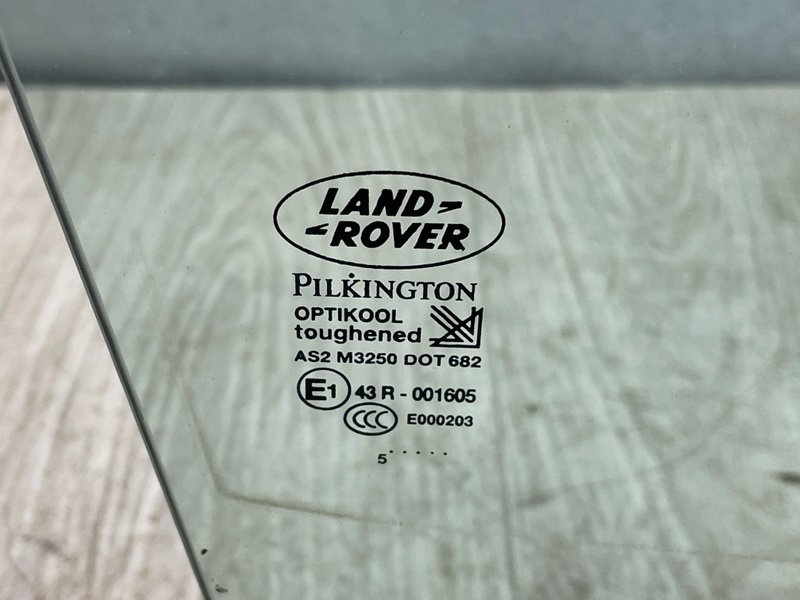 LAND
ROVER
PILKINGTON
OPTIKOOL
toughened
AS2 M3250 DOT 682
E1 43 R - 001605
CCC E000203
5 . . . . .